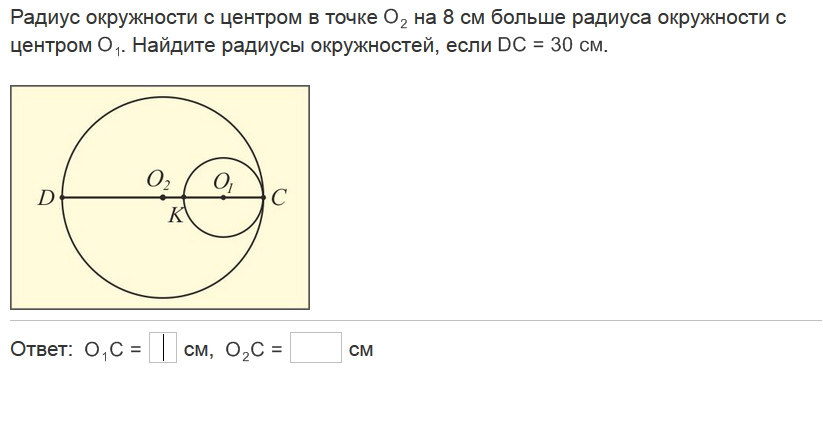 Радиус окружности с центром в точке O₂ на 8 см больше радиуса окружности с
центром O₁. Найдите радиусы окружностей, если DC = 30 см.
O₂
O₁
D
C
K
Ответ: O₁C = см, O₂C = см